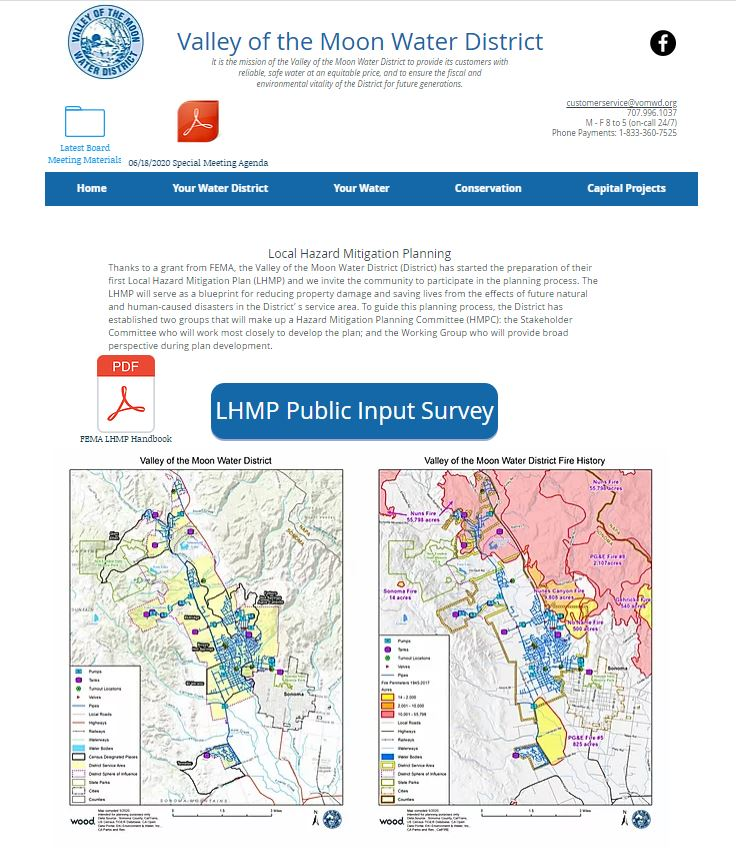 VALLEY OF THE MOON
WATER DISTRICT
Valley of the Moon Water District
It is the mission of the Valley of the Moon Water District to provide its customers with
reliable, safe water at an equitable price, and to ensure the fiscal and
environmental vitality of the District for future generations.
customerservice@vomwd.org
707.996.1037
M - F 8 to 5 (on-call 24/7)
Phone Payments: 1-833-360-7525
Latest Board
Meeting Materials
06/18/2020 Special Meeting Agenda
Home Your Water District Your Water Conservation Capital Projects
Local Hazard Mitigation Planning
Thanks to a grant from FEMA, the Valley of the Moon Water District (District) has started the preparation of their
first Local Hazard Mitigation Plan (LHMP) and we invite the community to participate in the planning process. The
LHMP will serve as a blueprint for reducing property damage and saving lives from the effects of future natural
and human-caused disasters in the District' s service area. To guide this planning process, the District has
established two groups that will make up a Hazard Mitigation Planning Committee (HMPC): the Stakeholder
Committee who will work most closely to develop the plan; and the Working Group who will provide broad
perspective during plan development.
PDF
FEMA LHMP Handbook
LHMP Public Input Survey
Valley of the Moon Water District
Sonoma
SONOMA MOUNTAINS
Pumps
Tanks
Turnout Locations
Valves
Pipes
Local Roads
Highways
Railways
Waterways
Water Bodies
Census Designated Places
District Service Area
District Sphere of Influence
State Parks
Cities
Counties
wood.
Valley of the Moon Water District Fire History
Nuns Fire
55,798 acres
Nuns Fire
55,798 acres
PG&E Fire #8
2,107 acres
Sonoma Fire
14 acres
Sonoma
PG&E Fire #5
825 acres
Pumps
Tanks
Turnout Locations
Valves
Pipes
Fire Perimeters 1945-2017
Acres
14 - 2,000
2,001 - 10,000
10,001 - 55,798
Local Roads
Highways
Railways
Waterways
Water Bodies
District Service Area
District Sphere of Influence
State Parks
Cities
Counties
wood.